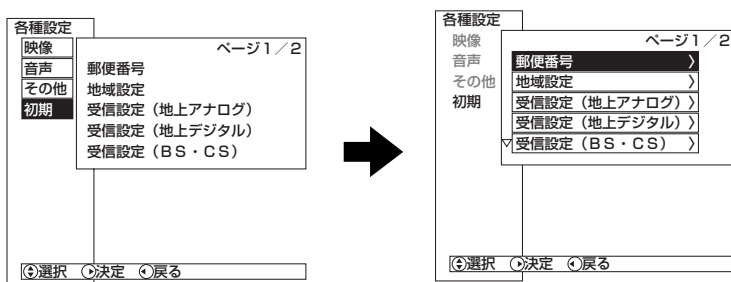 各種設定
映像
音声
その他
初期
ページ1／2
郵便番号
地域設定
受信設定（地上アナログ）
受信設定（地上デジタル）
受信設定（ＢＳ・ＣＳ）
選択 決定 戻る
各種設定
映像
音声
その他
初期
ページ1／2
郵便番号 〉
地域設定 〉
受信設定（地上アナログ）〉
受信設定（地上デジタル）〉
▽受信設定（ＢＳ・ＣＳ） 〉
選択 決定 戻る